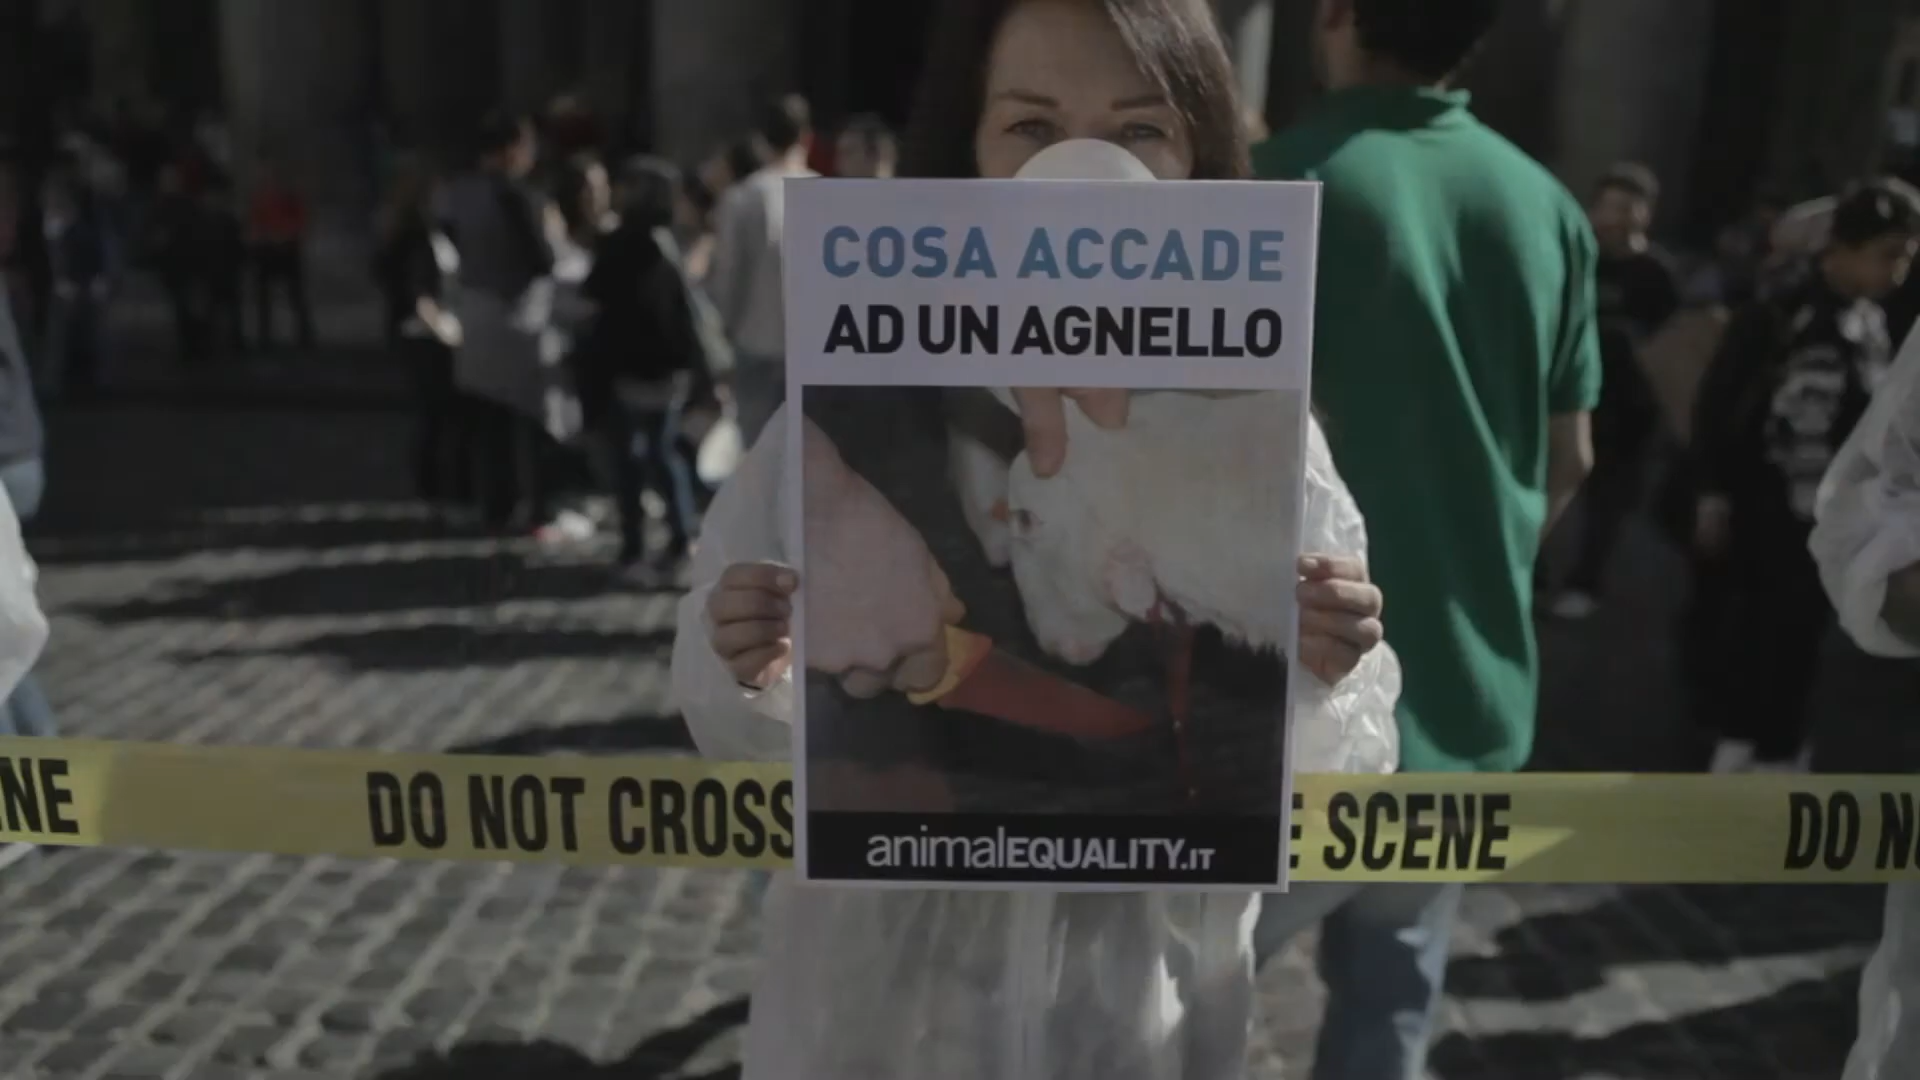 COSA ACCADE
AD UN AGNELLO
animalEQUALITY.IT
NE
DO NOT CROSS
E SCENE
DO N